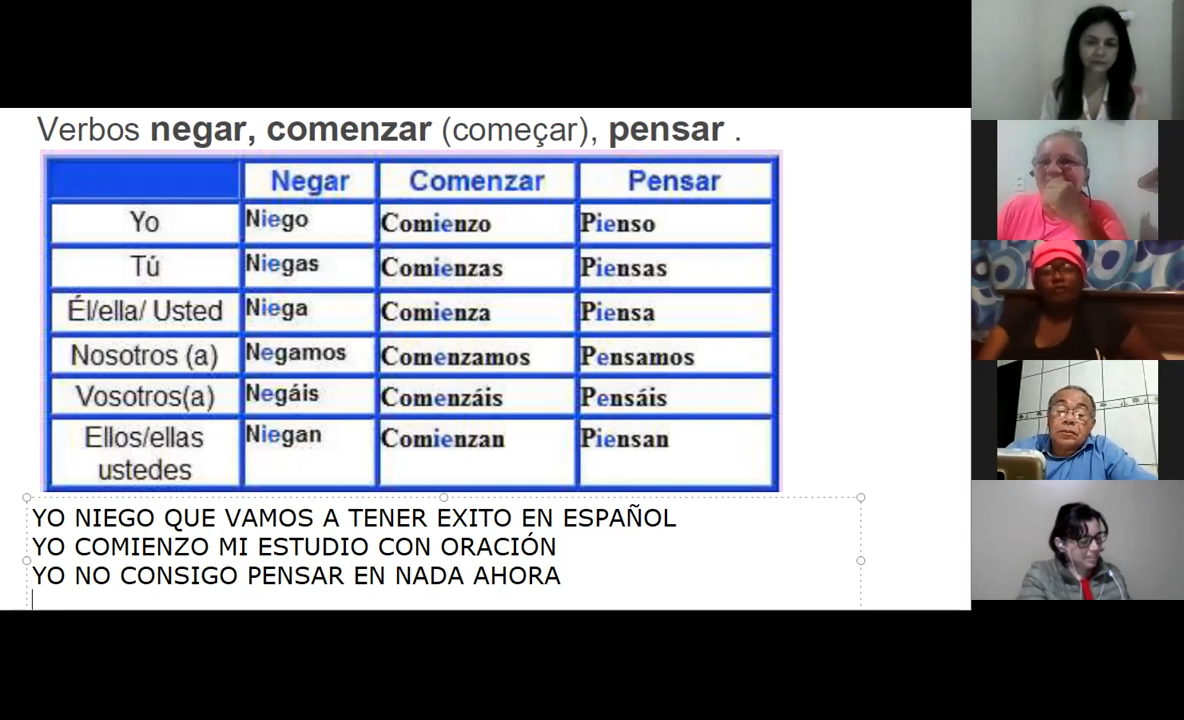 Verbos negar, comenzar (começar), pensar .
Negar Comenzar Pensar
Yo Niego Comienzo Pienso
Tú Niegas Comienzas Piensas
Él/ella/ Usted Niega Comienza Piensa
Nosotros (a) Negamos Comenzamos Pensamos
Vosotros(a) Negáis Comenzáis Pensáis
Ellos/ellas Niegan Comienzan Piensan
ustedes
YO NIEGO QUE VAMOS A TENER EXITO EN ESPAÑOL
YO COMIENZO MI ESTUDIO CON ORACIÓN
YO NO CONSIGO PENSAR EN NADA AHORA